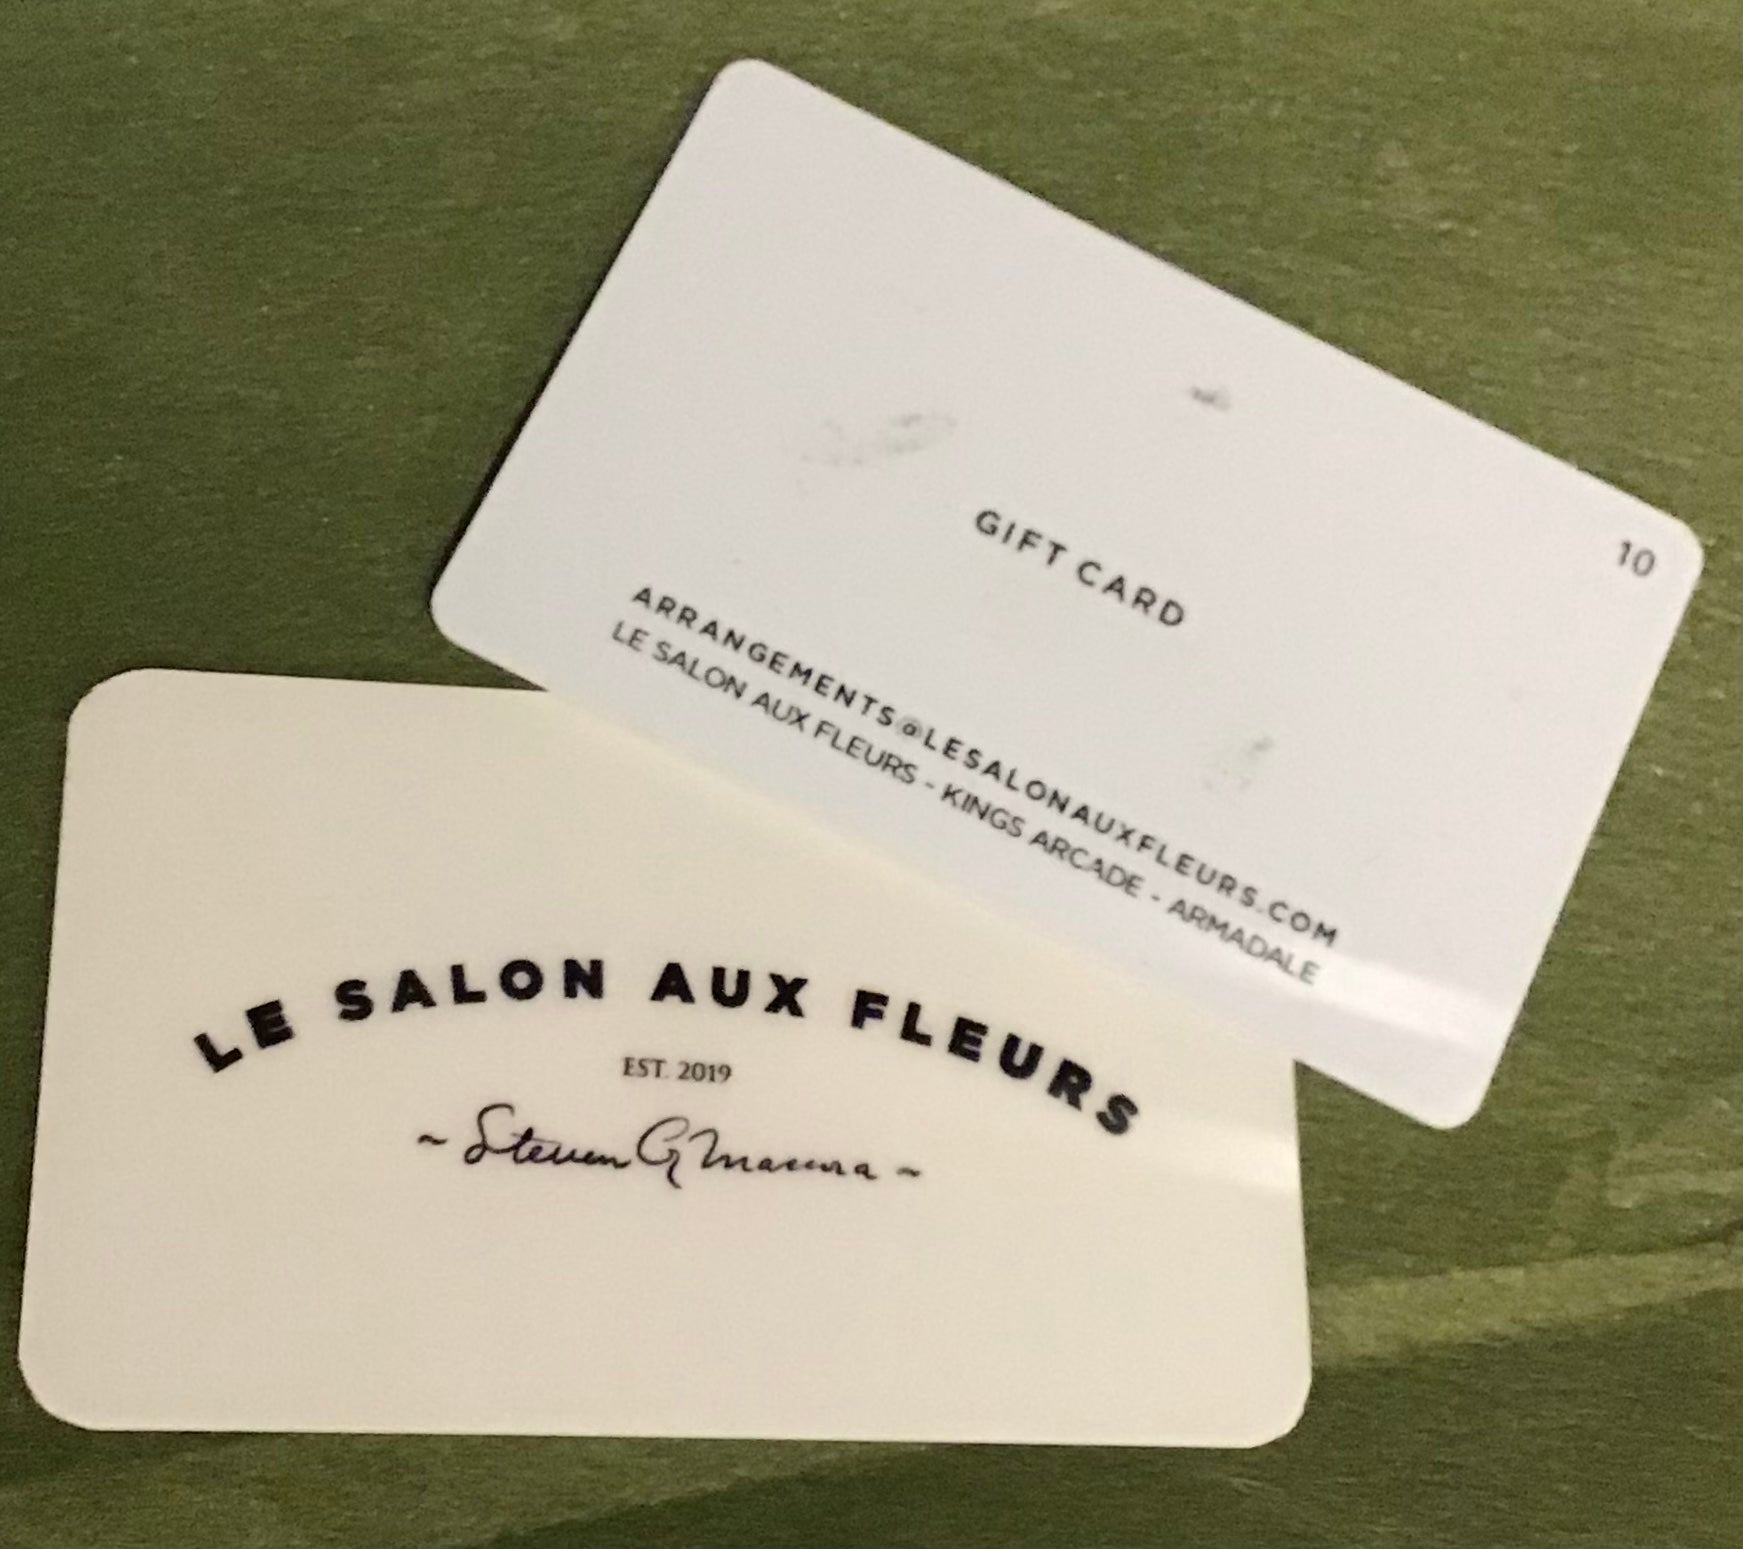 10
GIFT CARD
ARRANGEMENTS@LESALONAUXFLEURS.COM
LE SALON AUX FLEURS - KINGS ARCADE - ARMADALE
LE SALON AUX FLEURS
EST. 2019
~ Steven G ~